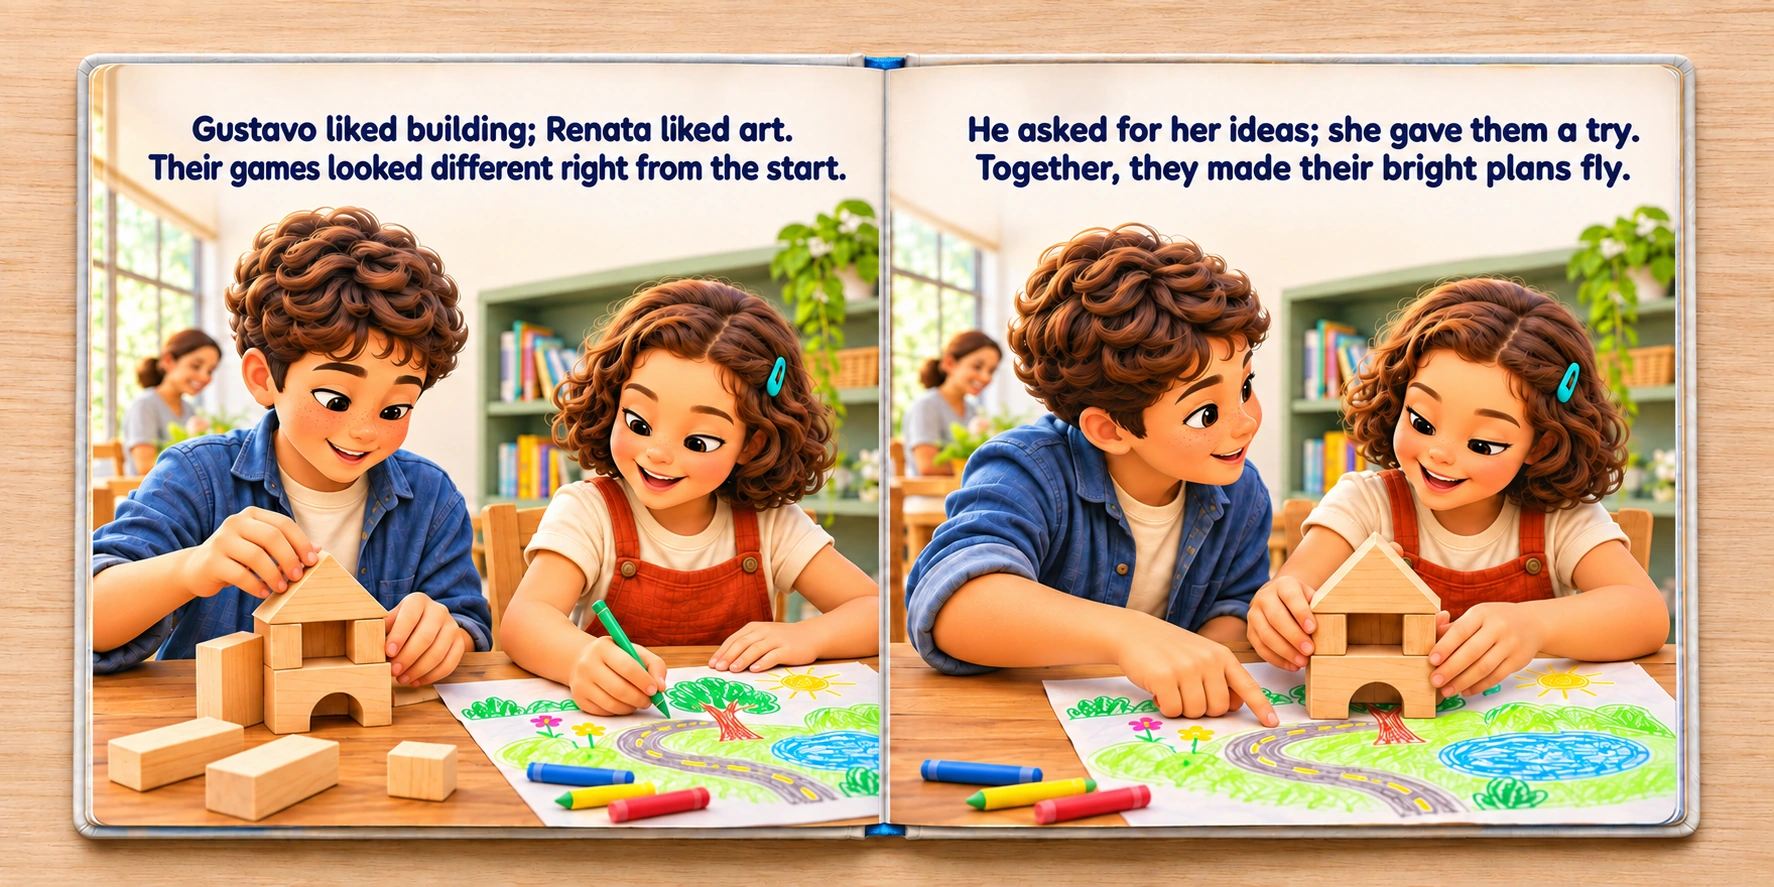 Gustavo liked building; Renata liked art.
Their games looked different right from the start.
He asked for her ideas; she gave them a try.
Together, they made their bright plans fly.